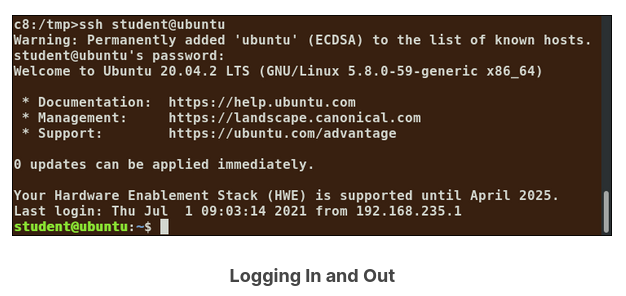 c8:/tmp>ssh student@ubuntu
Warning: Permanently added 'ubuntu' (ECDSA) to the list of known hosts.
student@ubuntu's password:
Welcome to Ubuntu 20.04.2 LTS (GNU/Linux 5.8.0-59-generic x86_64)

 * Documentation:  https://help.ubuntu.com
 * Management:     https://landscape.canonical.com
 * Support:        https://ubuntu.com/advantage

0 updates can be applied immediately.

Your Hardware Enablement Stack (HWE) is supported until April 2025.
Last login: Thu Jul  1 09:03:14 2021 from 192.168.235.1
student@ubuntu:~$
Logging In and Out